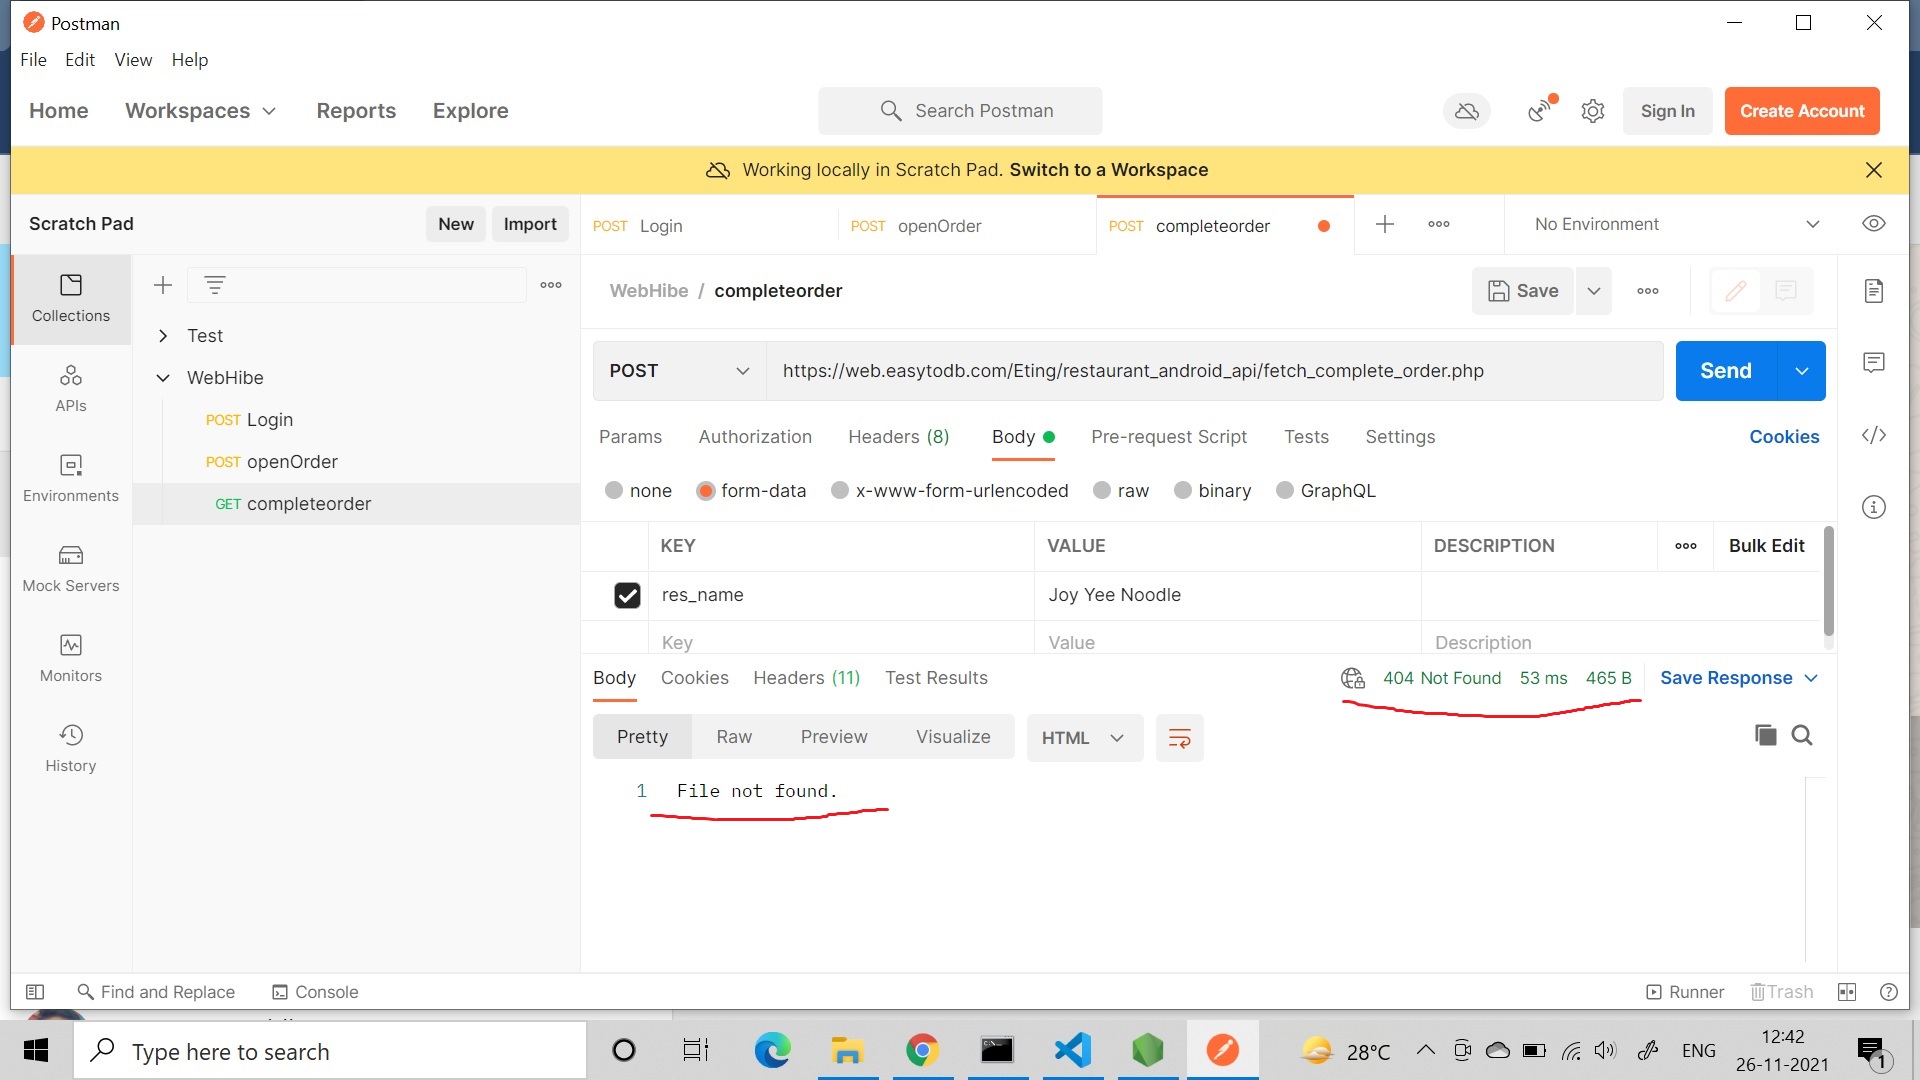 Postman
File Edit View Help
Home Workspaces Reports Explore Search Postman Sign In Create Account
Working locally in Scratch Pad. Switch to a Workspace
Scratch Pad New Import POST Login POST openOrder POST completeorder No Environment
Collections
WebHibe / completeorder Save
Test
POST https://web.easytodb.com/Eting/restaurant_android_api/fetch_complete_order.php Send
WebHibe
APIs
POST Login
Params Authorization Headers (8) Body Pre-request Script Tests Settings Cookies
POST openOrder
none form-data x-www-form-urlencoded raw binary GraphQL
Environments
GET completeorder
KEY VALUE DESCRIPTION Bulk Edit
Mock Servers
res_name Joy Yee Noodle
Key Value Description
Monitors
Body Cookies Headers (11) Test Results 404 Not Found 53 ms 465 B Save Response
Pretty Raw Preview Visualize HTML
History
1 File not found.
Find and Replace Console Runner Trash
Type here to search 28°C ENG 12:42
26-11-2021 1